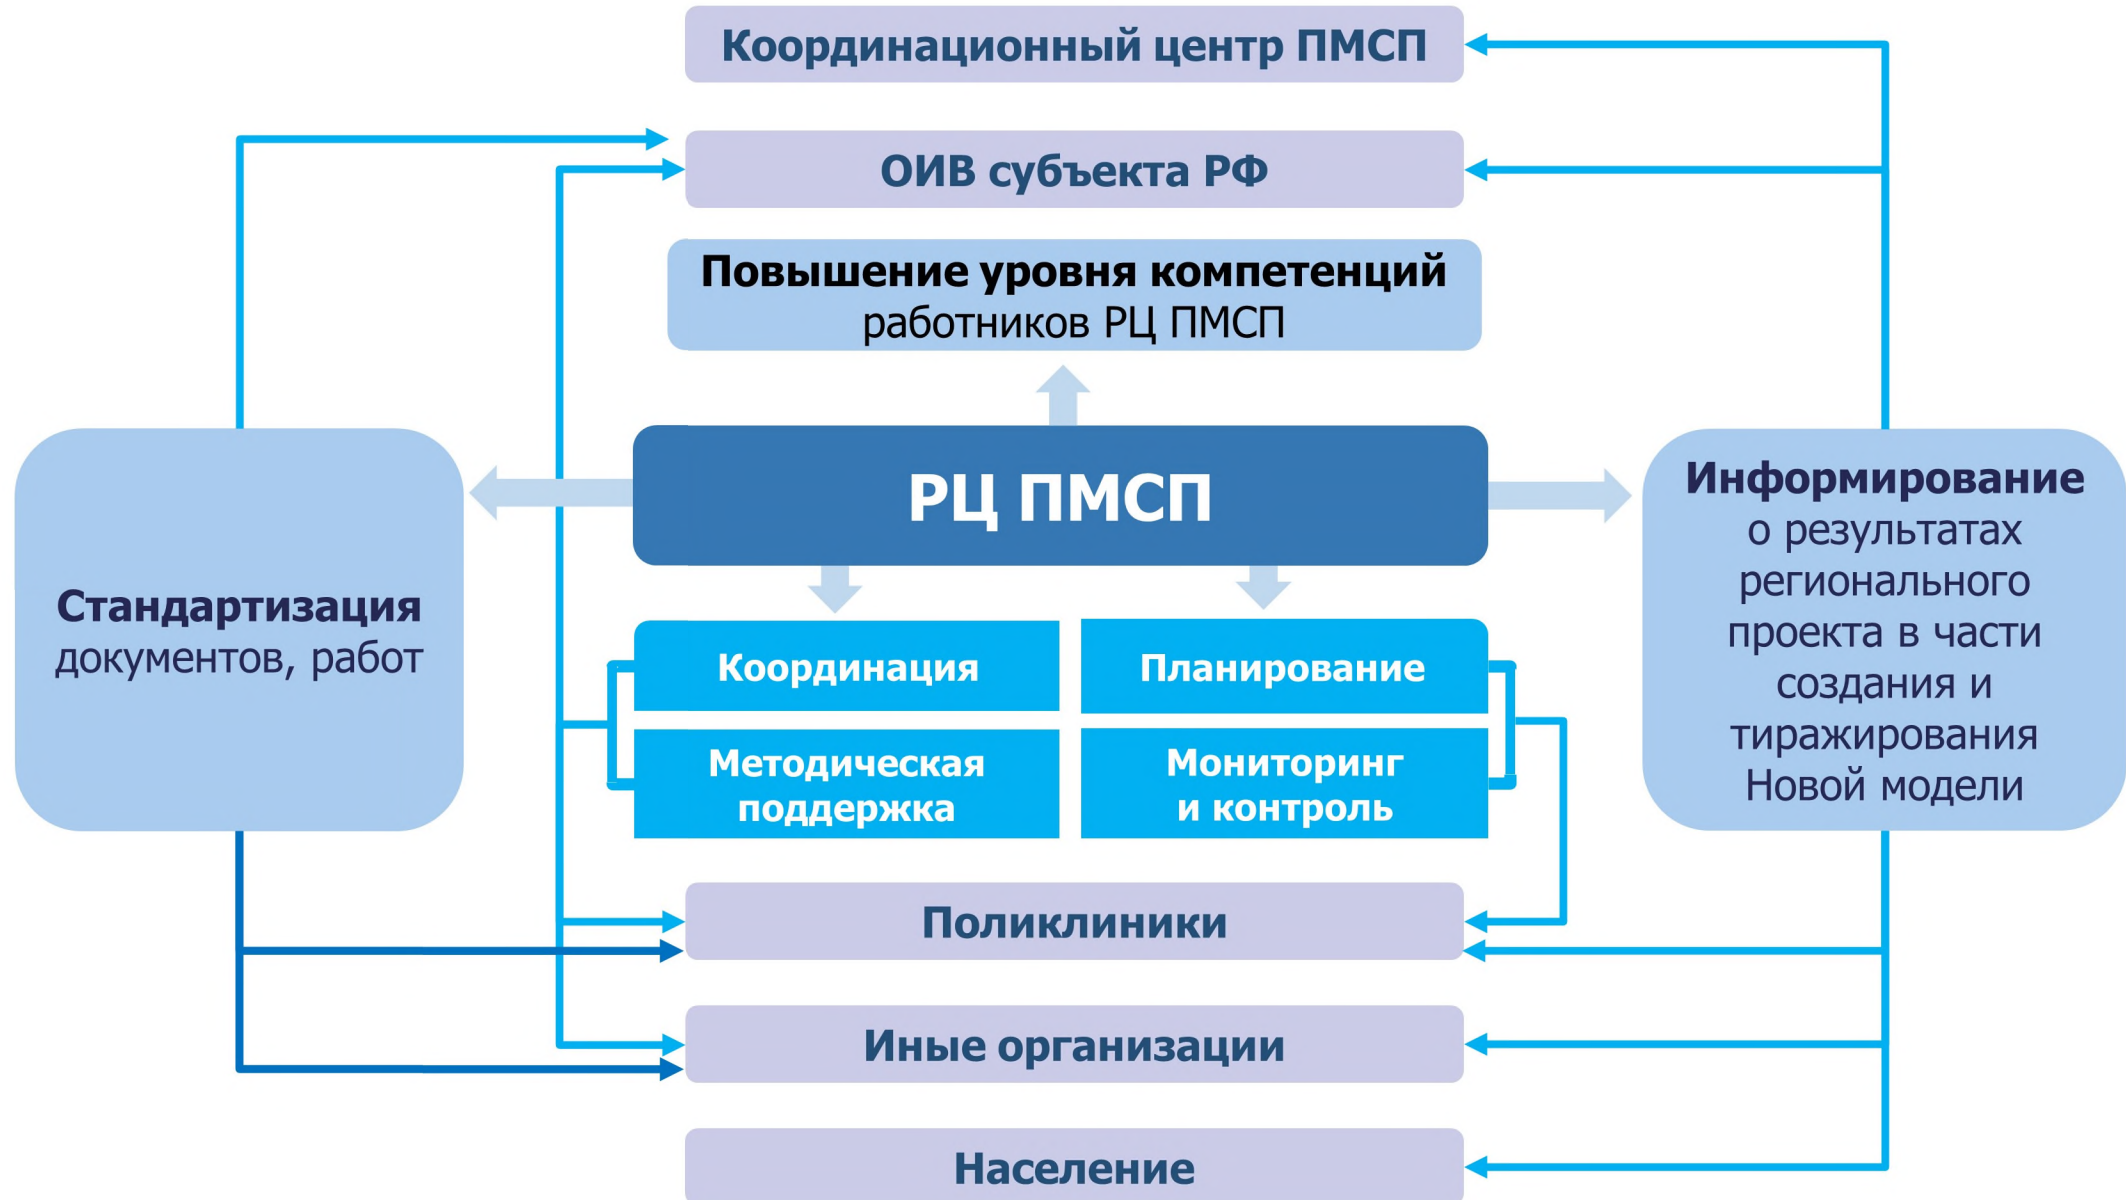 Координационный центр ПМСП
ОИВ субъекта РФ
Повышение уровня компетенций
работников РЦ ПМСП
РЦ ПМСП
Стандартизация
документов, работ
Координация
Планирование
Методическая
поддержка
Мониторинг
и контроль
Информирование
о результатах
регионального
проекта в части
создания и
тиражирования
Новой модели
Поликлиники
Иные организации
Население